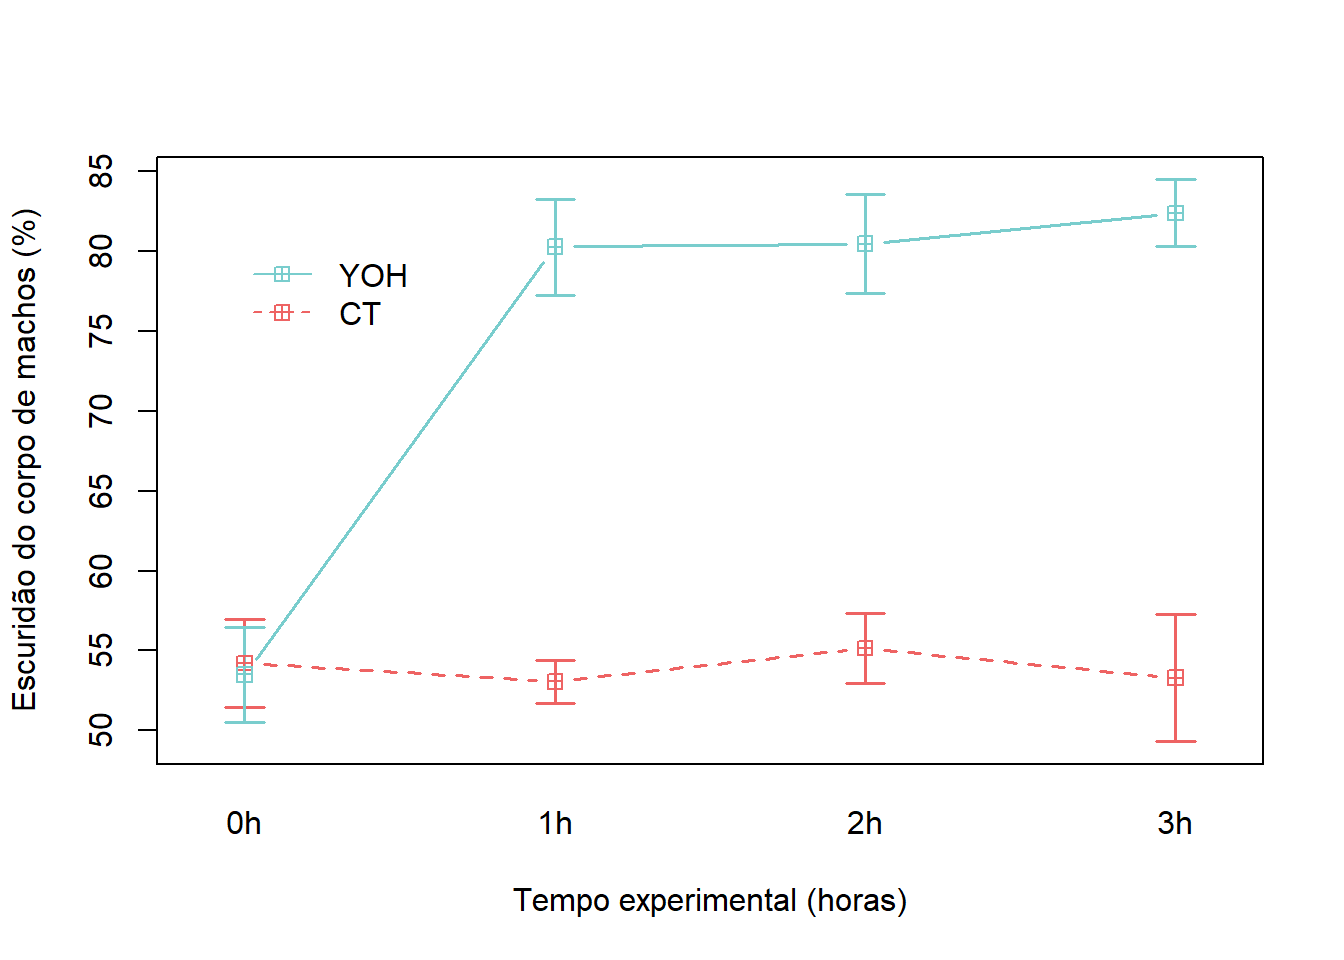 Escuridão do corpo de machos (%)
85
80
75
70
65
60
55
50
YOH
CT
0h 1h 2h 3h
Tempo experimental (horas)